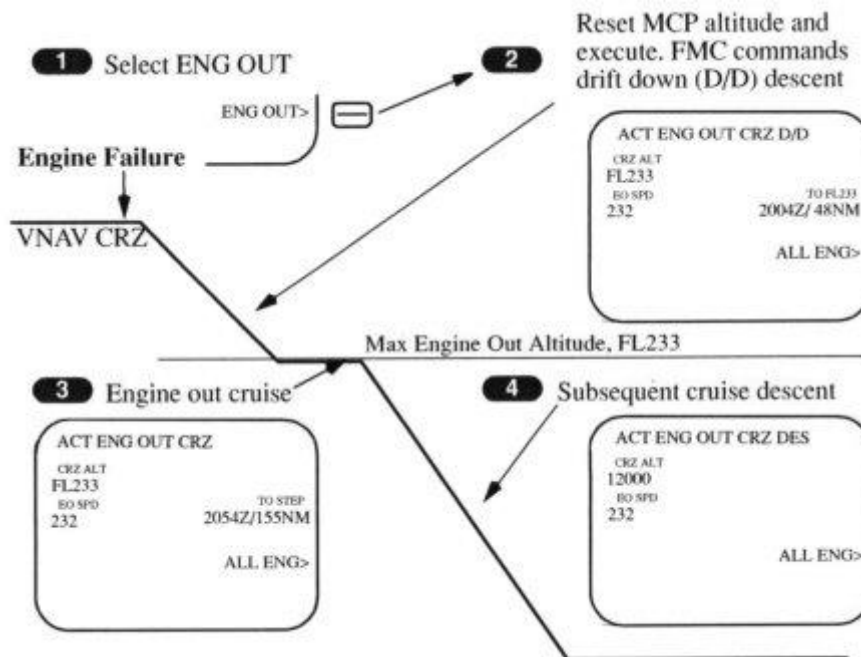 1 Select ENG OUT
ENG OUT>
Engine Failure
VNAV CRZ
2 Reset MCP altitude and
execute. FMC commands
drift down (D/D) descent
ACT ENG OUT CRZ D/D
CRZ ALT
FL233
EO SPD TO FL233
232 2004Z/ 48NM
ALL ENG>
Max Engine Out Altitude, FL233
3 Engine out cruise
ACT ENG OUT CRZ
CRZ ALT
FL233
EO SPD TO STEP
232 2054Z/155NM
ALL ENG>
4 Subsequent cruise descent
ACT ENG OUT CRZ DES
CRZ ALT
12000
EO SPD
232
ALL ENG>